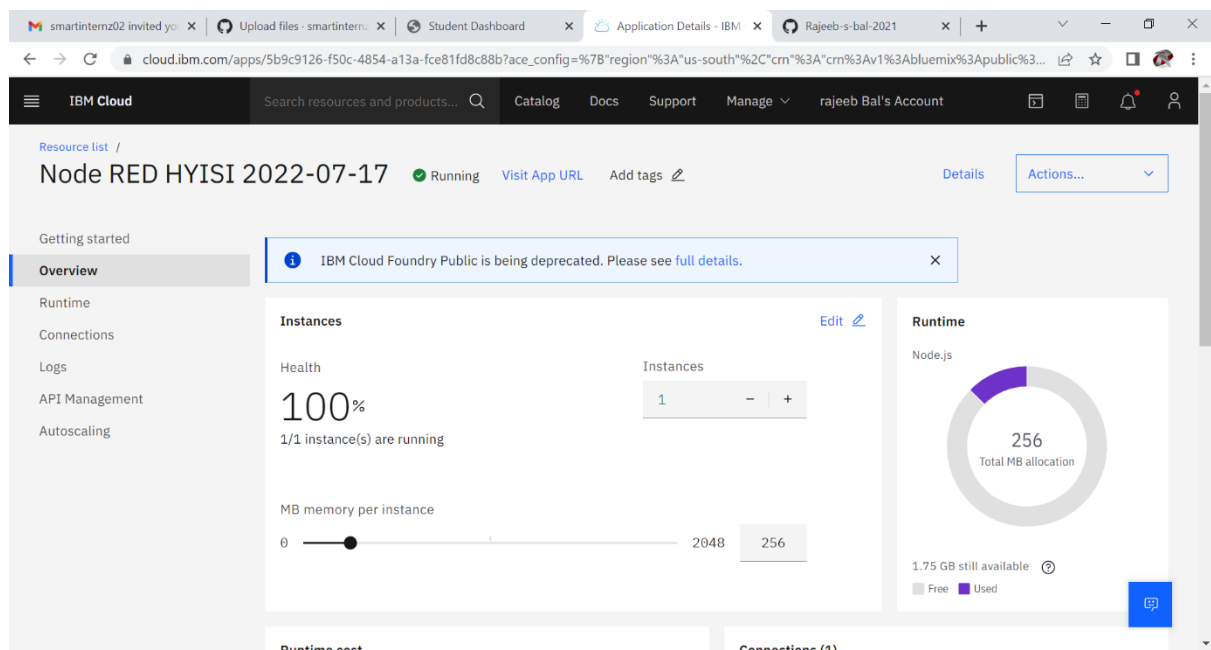 smartinternz02 invited yo
Upload files · smartintern
Student Dashboard
Application Details - IBM
Rajeeb-s-bal-2021
cloud.ibm.com/apps/5b9c9126-f50c-4854-a13a-fce81fd8c88b?ace_config=%7B"region"%3A"us-south"%2C"crn"%3A"crn%3Av1%3Abluemix%3Apublic%3...
IBM Cloud
Search resources and products...
Catalog
Docs
Support
Manage
rajeeb Bal's Account
Resource list /
Node RED HYISI 2022-07-17
Running
Visit App URL
Add tags
Details
Actions...
Getting started
Overview
Runtime
Connections
Logs
API Management
Autoscaling
IBM Cloud Foundry Public is being deprecated. Please see full details.
Instances
Edit
Health
100%
1/1 instance(s) are running
Instances
1
MB memory per instance
0
2048
256
Runtime
Node.js
256
Total MB allocation
1.75 GB still available
Free
Used
Runtime cost
Connections (1)